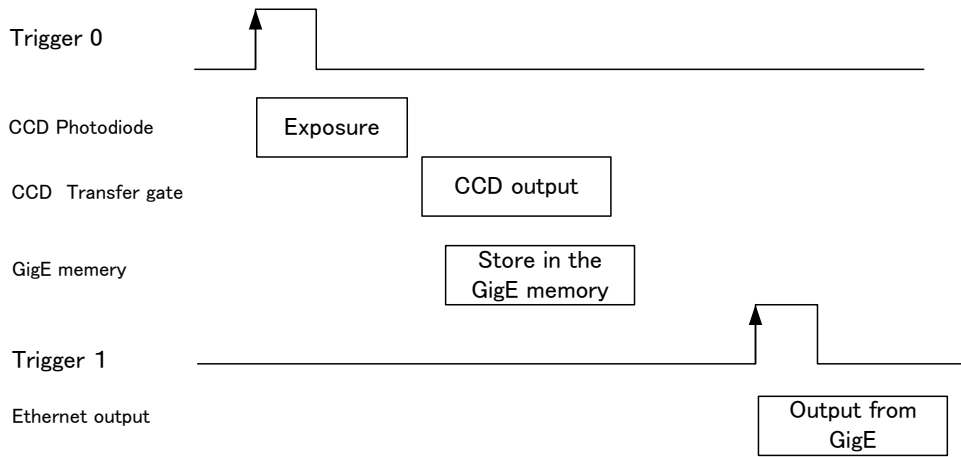 Trigger 0
CCD Photodiode
Exposure
CCD Transfer gate
CCD output
GigE memery
Store in the
GigE memory
Trigger 1
Ethernet output
Output from
GigE